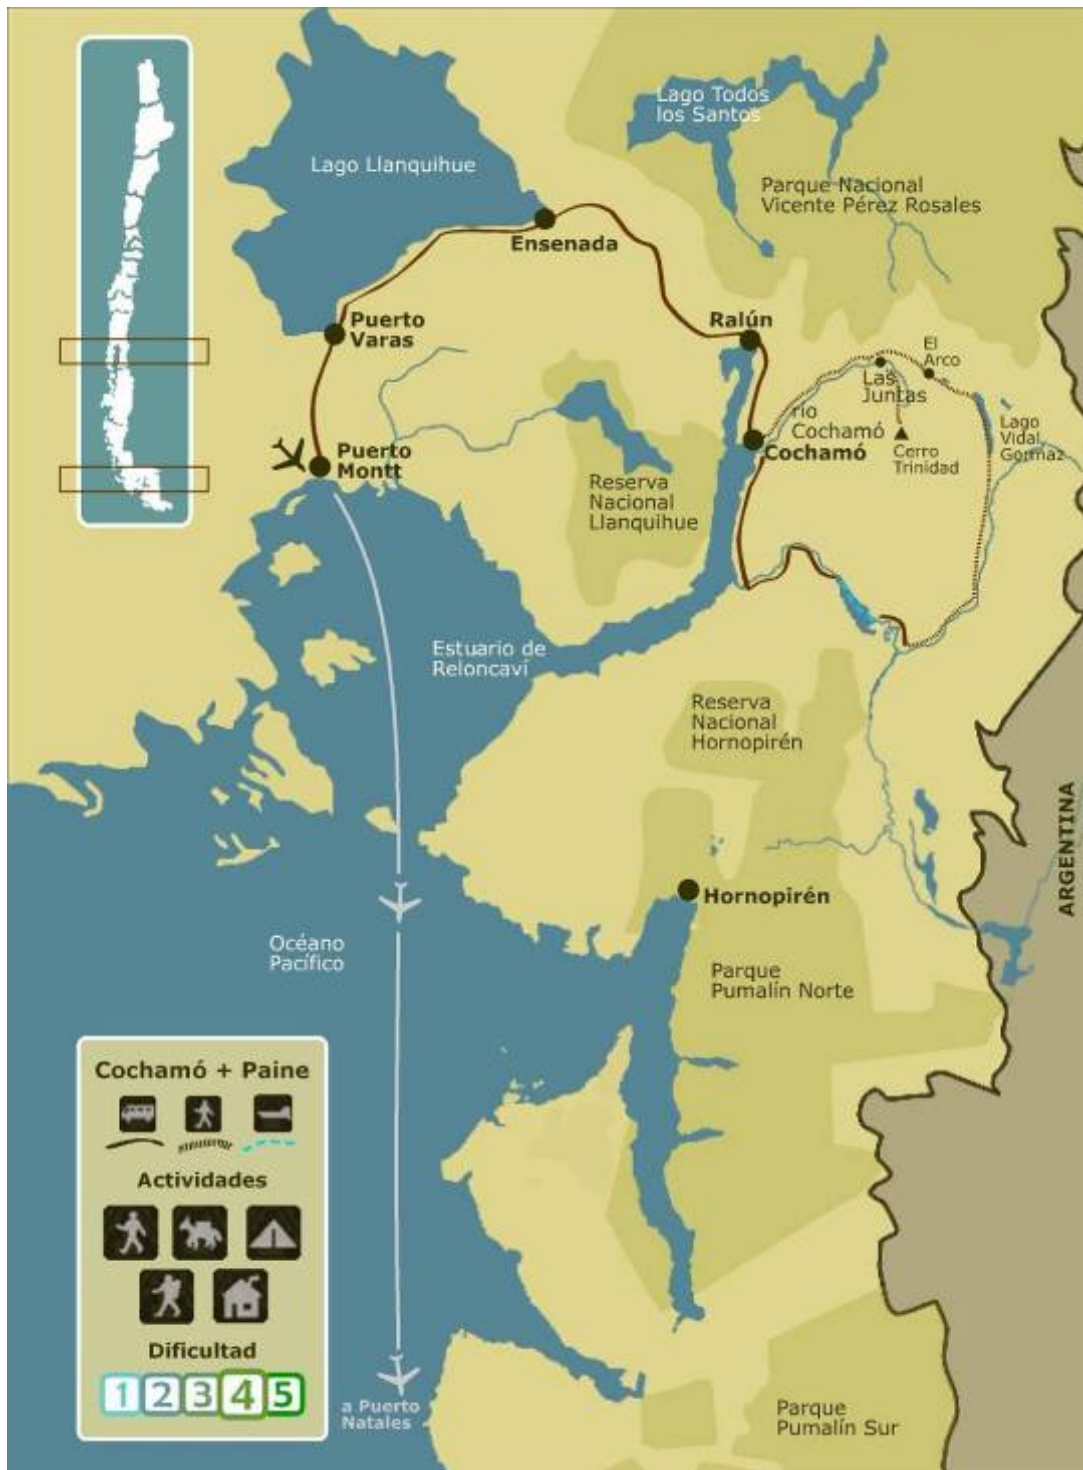 Lago Todos
los Santos
Lago Llanquihue
Parque Nacional
Vicente Pérez Rosales
Ensenada
Puerto
Varas
Ralún
El
Arco
Las
Juntas
río
Cochamó
Cochamó
Cerro
Trinidad
Lago
Vidal
Gormaz
Puerto
Montt
Reserva
Nacional
Llanquihue
Estuario de
Reloncaví
Reserva
Nacional
Hornopirén
ARGENTINA
Hornopirén
Océano
Pacífico
Parque
Pumalín Norte
Cochamó + Paine
Actividades
Dificultad
1 2 3 4 5
a Puerto
Natales
Parque
Pumalín Sur